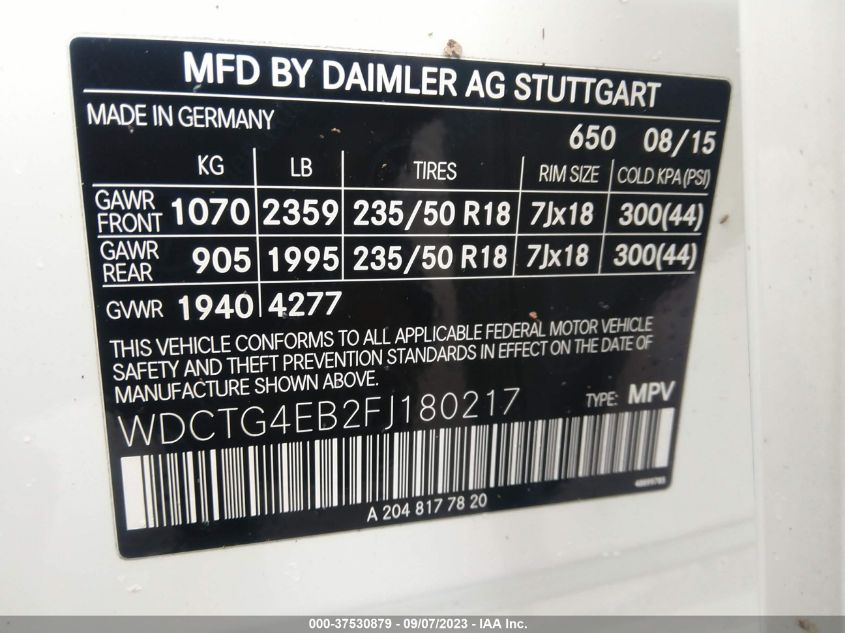 MFD BY DAIMLER AG STUTTGART
MADE IN GERMANY
650 08/15
KG LB TIRES RIM SIZE COLD KPA (PSI)
GAWR FRONT 1070 2359 235/50 R18 7Jx18 300(44)
GAWR REAR 905 1995 235/50 R18 7Jx18 300(44)
GVWR 1940 4277
THIS VEHICLE CONFORMS TO ALL APPLICABLE FEDERAL MOTOR VEHICLE
SAFETY AND THEFT PREVENTION STANDARDS IN EFFECT ON THE DATE OF
MANUFACTURE SHOWN ABOVE.
WDCTG4EB2FJ180217 TYPE: MPV
A 204 817 78 20
000-37530879 - 09/07/2023 - IAA Inc.